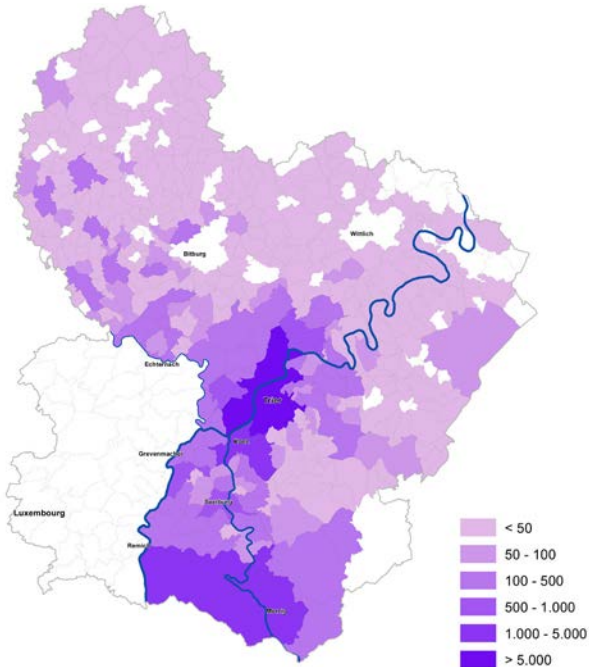 Wittlich
Bitburg
Echternach
Trier
Konz
Grevenmacher
Saarburg
Luxembourg
Remich
Merzig
< 50
50 - 100
100 - 500
500 - 1.000
1.000 - 5.000
> 5.000